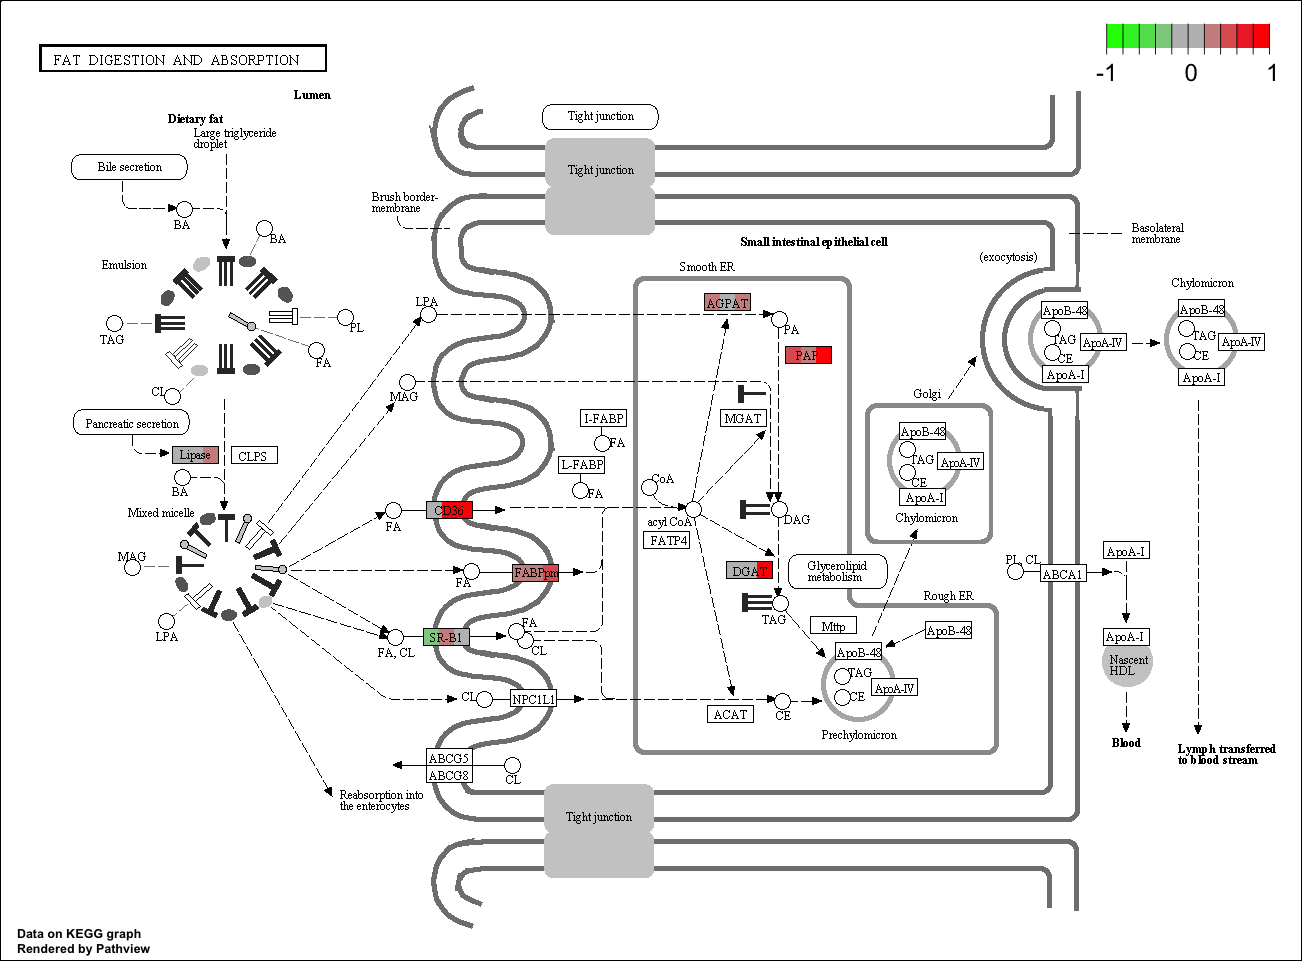 FAT DIGESTION AND ABSORPTION
-1
0
1
Lumen
Dietary fat
Large triglyceride
droplet
Bile secretion
BA
BA
Emulsion
TAG
PL
FA
CL
Pancreatic secretion
Lipase
CLPS
BA
Mixed micelle
MAG
LPA
Brush border-
membrane
Tight junction
Tight junction
Small intestinal epithelial cell
Basolateral
membrane
(exocytosis)
Smooth ER
LPA
AGPAT
PA
PAP
MAG
MGAT
I-FABP
FA
L-FABP
FA
CoA
acyl CoA
FATP4
DAG
FA
CD36
FA
FABPpm
DGAT
Glycerolipid
metabolism
TAG
FA, CL
SR-B1
FA
CL
CL
NPC1L1
ACAT
CE
ABCG5
ABCG8
CL
Reabsorption into
the enterocytes
Tight junction
Golgi
ApoB-48
TAG
ApoA-IV
CE
ApoA-I
Chylomicron
Rough ER
Mttp
ApoB-48
ApoB-48
TAG
ApoA-IV
CE
Prechylomicron
ApoB-48
TAG
ApoA-IV
CE
ApoA-I
Chylomicron
ApoB-48
TAG
ApoA-IV
CE
ApoA-I
PL, CL
ABCA1
ApoA-I
ApoA-I
Nascent
HDL
Blood
Lymph transferred
to blood stream
Data on KEGG graph
Rendered by Pathview